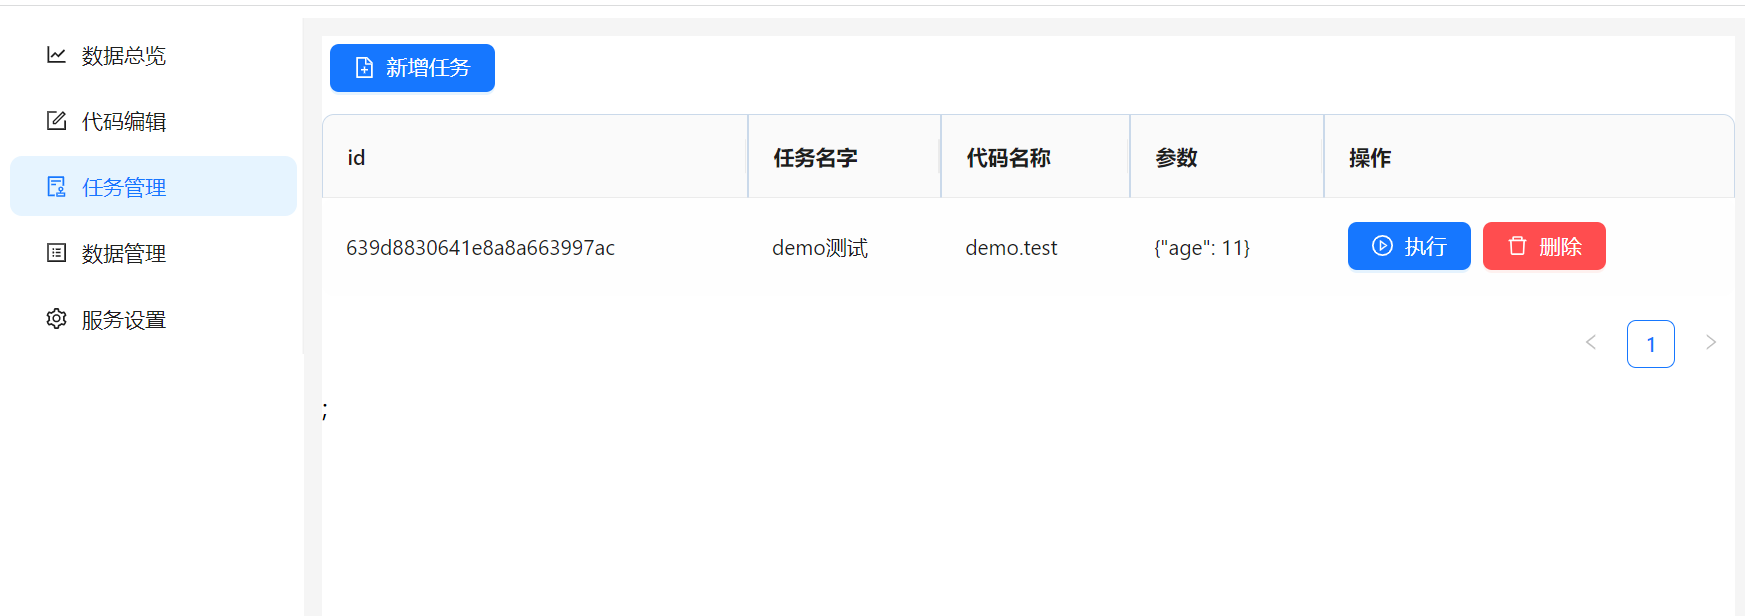 数据总览
代码编辑
任务管理
数据管理
服务设置
新增任务
id 任务名字 代码名称 参数 操作
639d8830641e8a8a663997ac demo测试 demo.test {"age": 11} 执行 删除
1
;